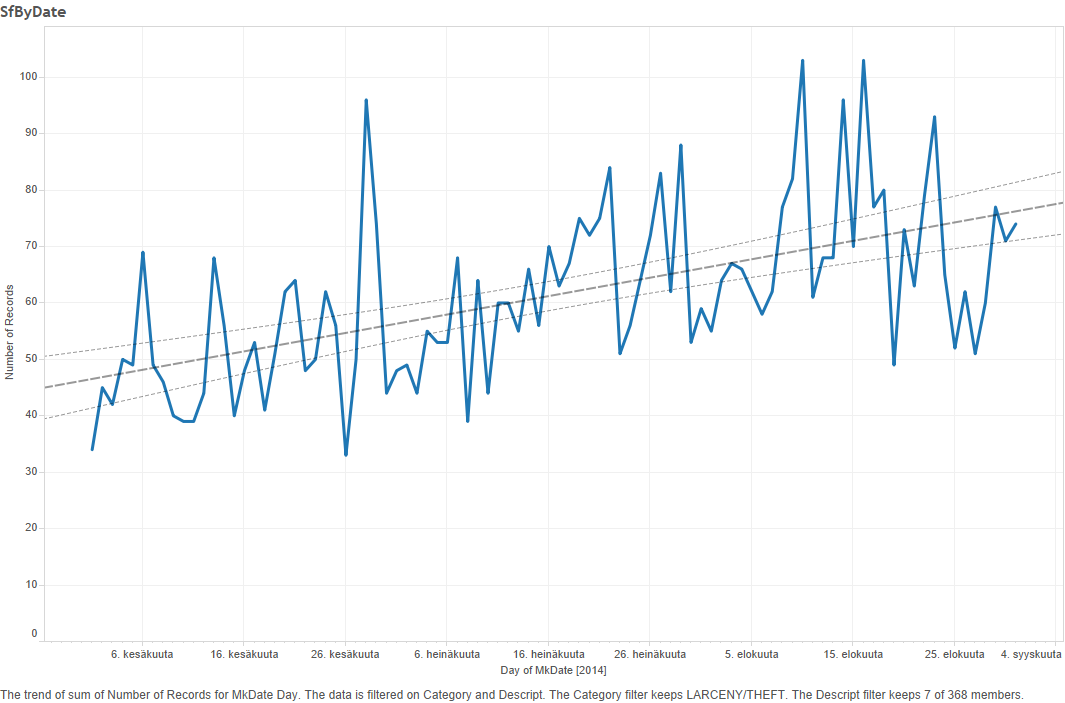 SfByDate
100
90
80
70
60
50
40
30
20
10
0
Number of Records
6. kesäkuuta
16. kesäkuuta
26. kesäkuuta
6. heinäkuuta
16. heinäkuuta
26. heinäkuuta
5. elokuuta
15. elokuuta
25. elokuuta
4. syyskuuta
Day of MkDate [2014]
The trend of sum of Number of Records for MkDate Day. The data is filtered on Category and Descript. The Category filter keeps LARCENY/THEFT. The Descript filter keeps 7 of 368 members.